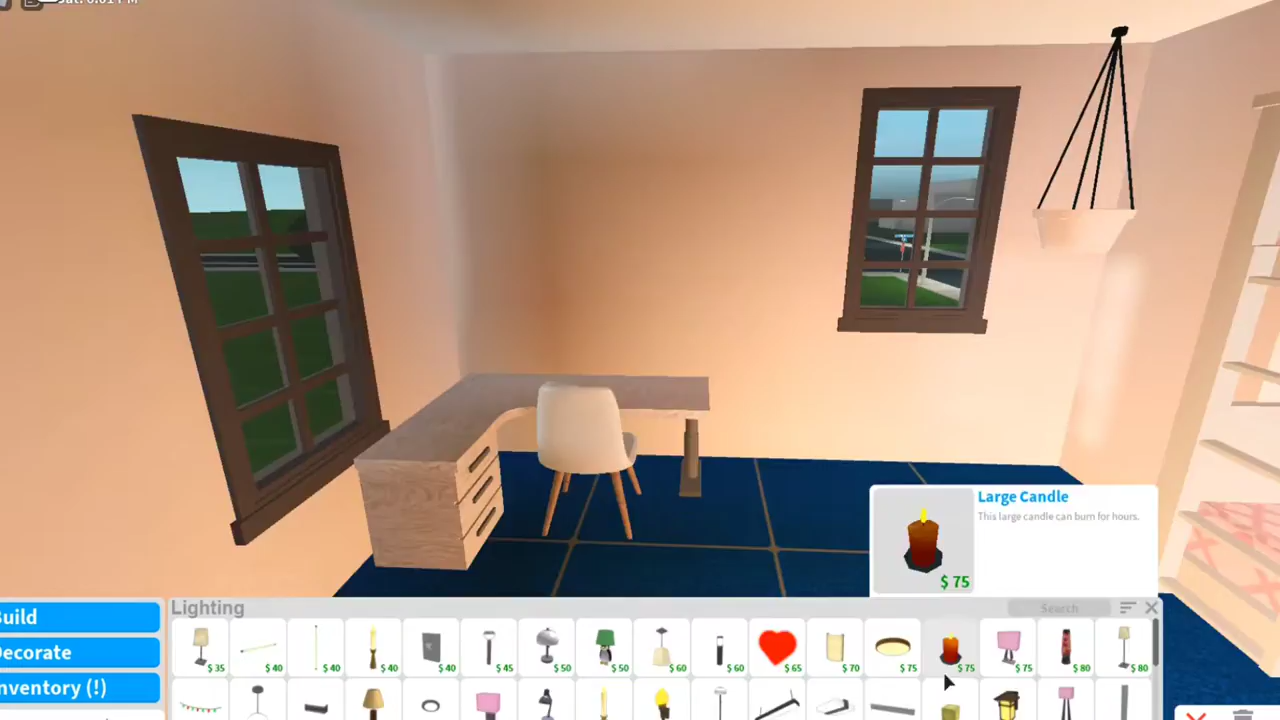 Large Candle
This large candle can burn for hours.
$ 75
Build
Decorate
Inventory (!)
Lighting
Search
$ 35
$ 40
$ 40
$ 40
$ 40
$ 45
$ 50
$ 50
$ 60
$ 60
$ 65
$ 70
$ 75
$ 75
$ 75
$ 80
$ 80